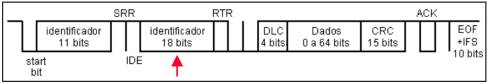 SRR
RTR
ACK
identificador
11 bits
identificador
18 bits
DLC
4 bits
Dados
0 a 64 bits
CRC
15 bits
EOF
+IFS
10 bits
start
bit
IDE